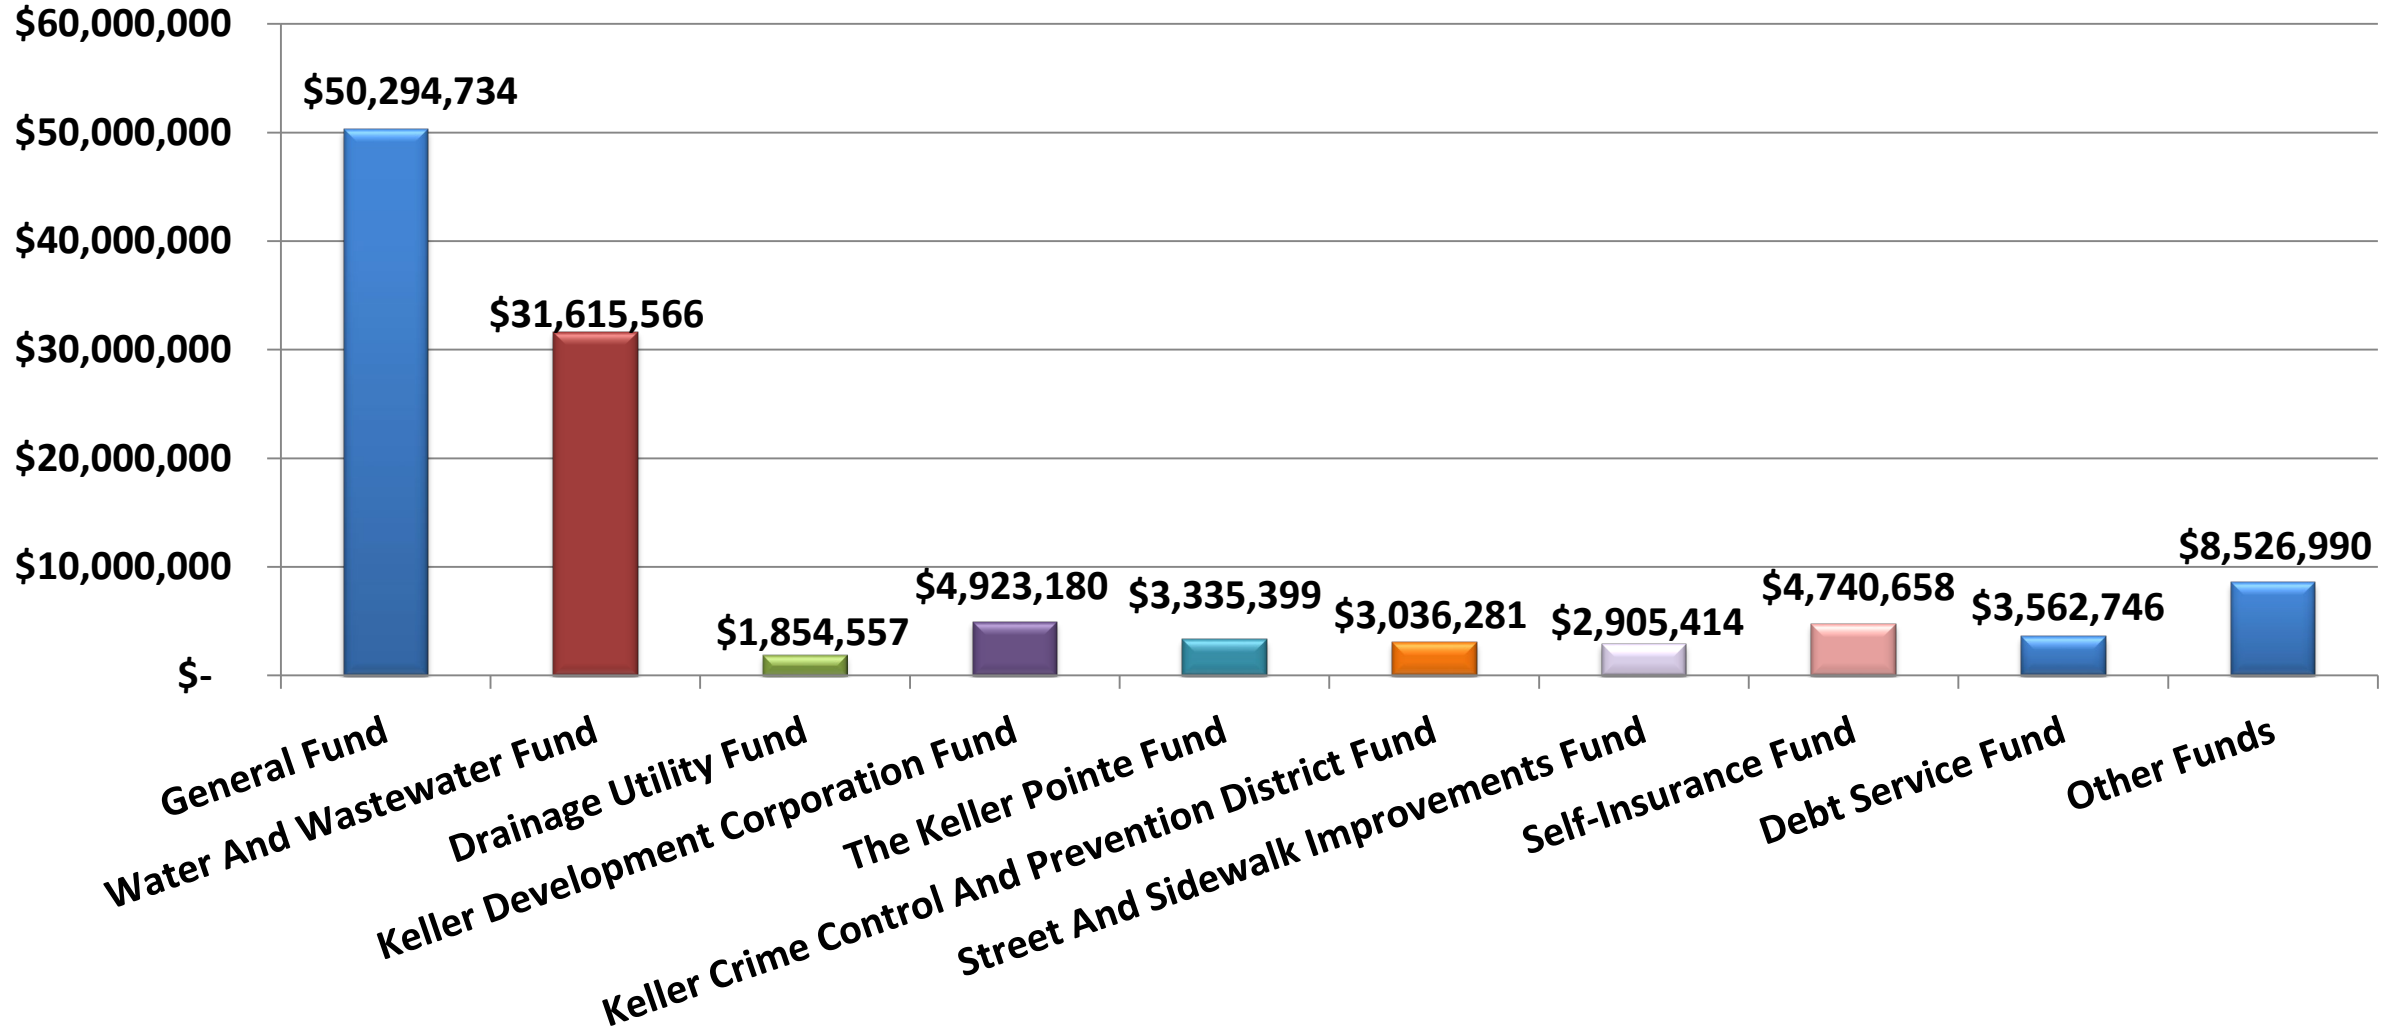 $60,000,000
$50,000,000
$40,000,000
$30,000,000
$20,000,000
$10,000,000
$-
$50,294,734
$31,615,566
$1,854,557
$4,923,180
$3,335,399
$3,036,281
$2,905,414
$4,740,658
$3,562,746
$8,526,990
General Fund
Water And Wastewater Fund
Drainage Utility Fund
Keller Development Corporation Fund
The Keller Pointe Fund
Keller Crime Control And Prevention District Fund
Street And Sidewalk Improvements Fund
Self-Insurance Fund
Debt Service Fund
Other Funds